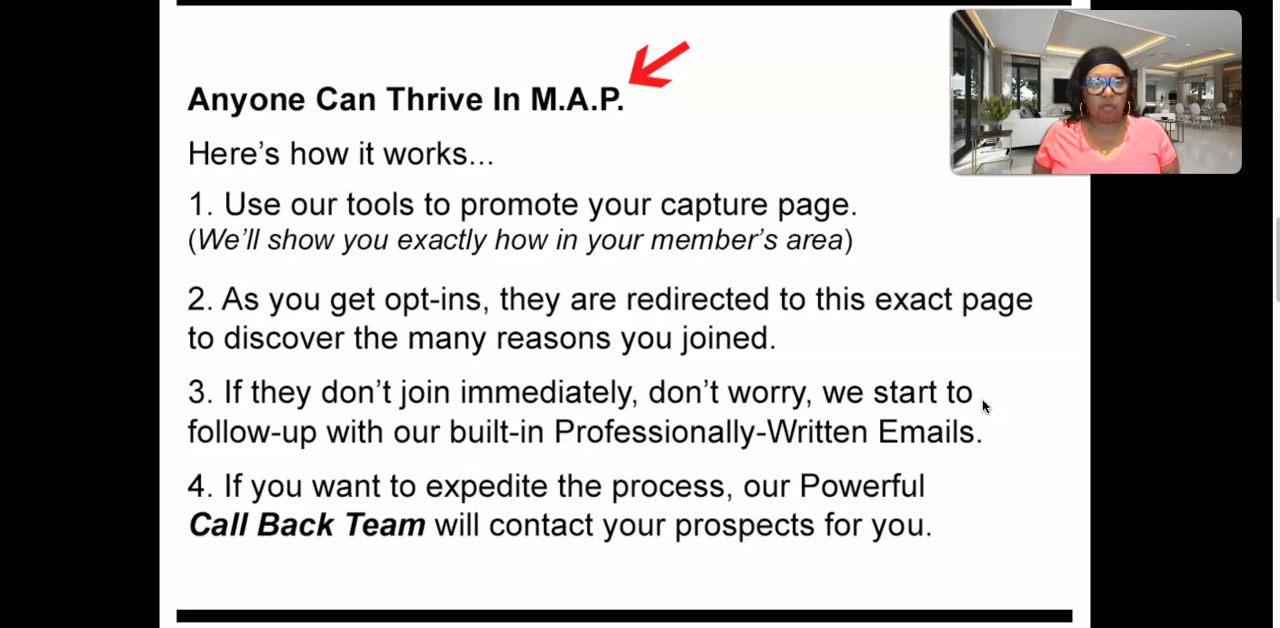 Anyone Can Thrive In M.A.P.
Here's how it works...
1. Use our tools to promote your capture page.
(We'll show you exactly how in your member's area)
2. As you get opt-ins, they are redirected to this exact page
to discover the many reasons you joined.
3. If they don't join immediately, don't worry, we start to
follow-up with our built-in Professionally-Written Emails.
4. If you want to expedite the process, our Powerful
Call Back Team will contact your prospects for you.